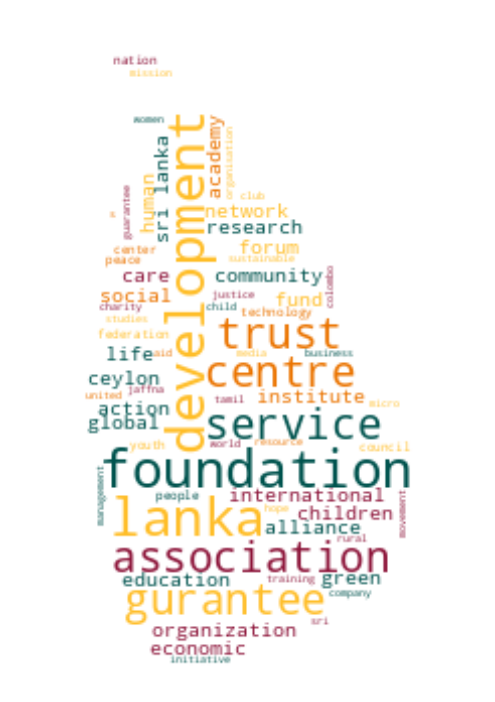 nation
mission
women
development
sri lanka
academy
organisation
human
guarantee
club
network
research
forum
sustainable
center
peace
care
community
colombo
social
justice
fund
charity
child
technology
studies
trust
federation
life
aid
media
business
centre
ceylon
jaffna
united
tamil
institute
micro
action
global
service
youth
world
resource
council
foundation
management
people
international
movement
lanka
hope
children
alliance
rural
association
education
training
green
gurantee
company
sri
organization
economic
initiative